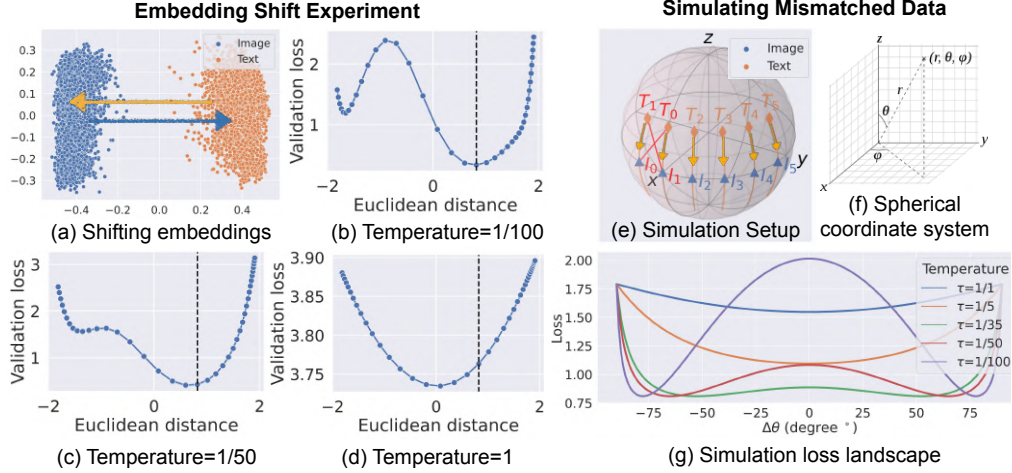 Embedding Shift Experiment
Simulating Mismatched Data
Image
Text
0.3
0.2
0.1
0.0
−0.1
−0.2
−0.3
−0.4 −0.2 0.0 0.2 0.4
(a) Shifting embeddings
Validation loss
2
1
−2 0 2
Euclidean distance
(b) Temperature=1/100
Validation loss
3
2
1
−2 0 2
Euclidean distance
(c) Temperature=1/50
Validation loss
3.90
3.85
3.80
3.75
−2 0 2
Euclidean distance
(d) Temperature=1
Image
Text
z
T1 T0 T2 T3 T4 T5
I0 I1 I2 I3 I4 I5
x
y
(e) Simulation Setup
z
(r, θ, φ)
r
θ
φ
y
x
(f) Spherical
coordinate system
Loss
2.00
1.75
1.50
1.25
1.00
0.75
Temperature
τ=1/1
τ=1/5
τ=1/35
τ=1/50
τ=1/100
−75 −50 −25 0 25 50 75
Δθ (degree °)
(g) Simulation loss landscape